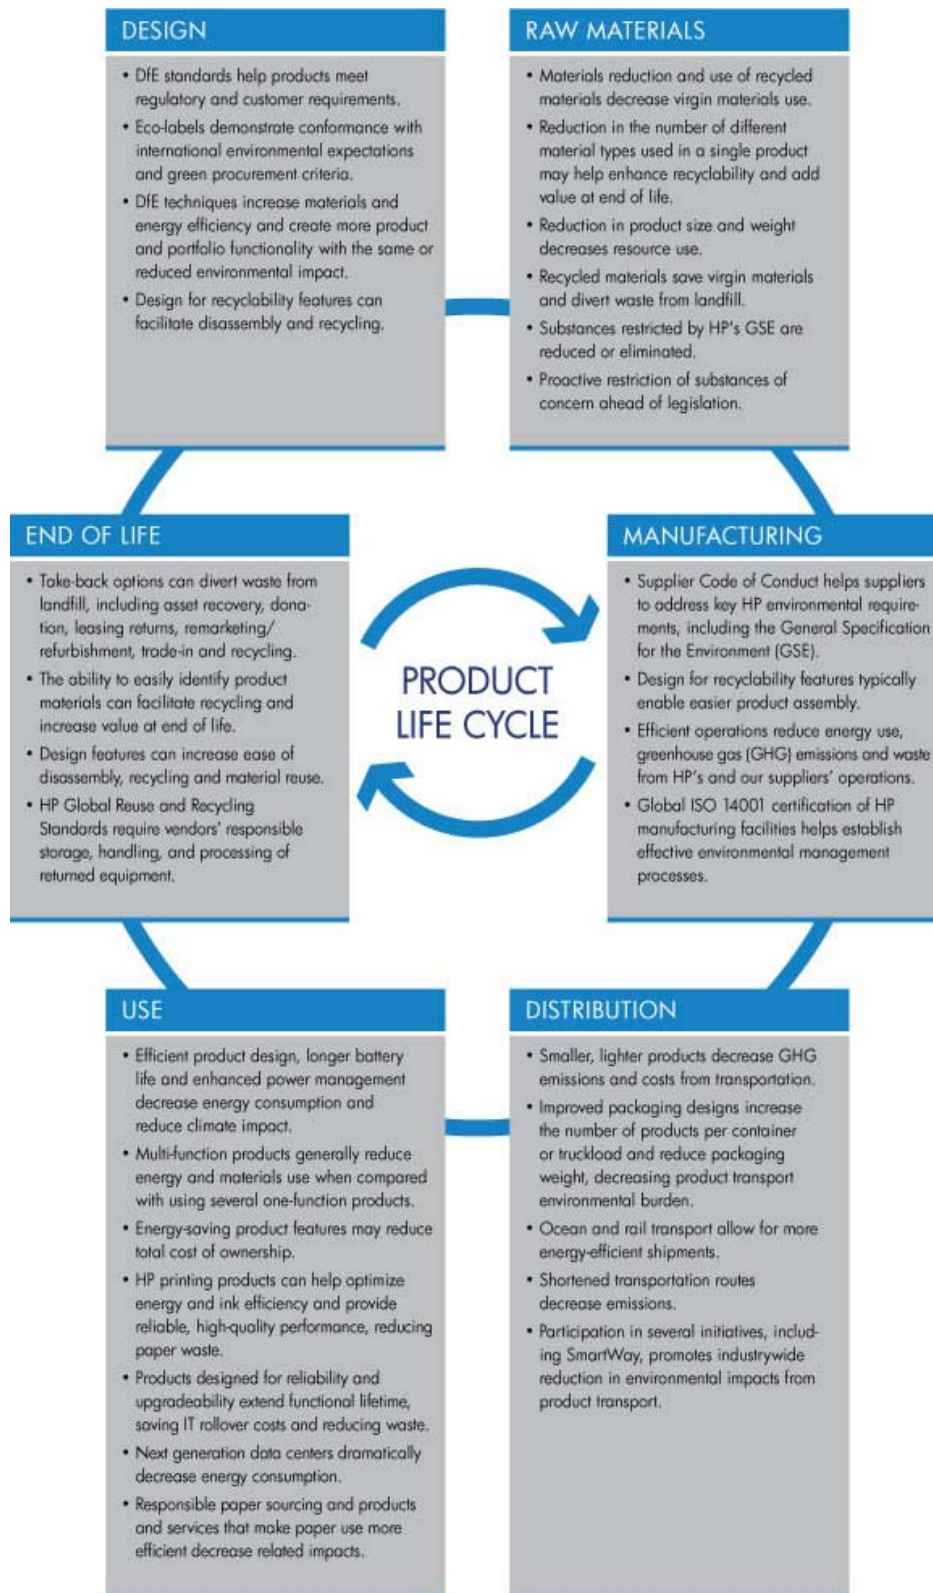 DESIGN
• DfE standards help products meet
regulatory and customer requirements.
• Eco-labels demonstrate conformance with
international environmental expectations
and green procurement criteria.
• DfE techniques increase materials and
energy efficiency and create more product
and portfolio functionality with the same or
reduced environmental impact.
• Design for recyclability features can
facilitate disassembly and recycling.
RAW MATERIALS
• Materials reduction and use of recycled
materials decrease virgin materials use.
• Reduction in the number of different
material types used in a single product
may help enhance recyclability and add
value at end of life.
• Reduction in product size and weight
decreases resource use.
• Recycled materials save virgin materials
and divert waste from landfill.
• Substances restricted by HP's GSE are
reduced or eliminated.
• Proactive restriction of substances of
concern ahead of legislation.
END OF LIFE
• Take-back options can divert waste from
landfill, including asset recovery, dona-
tion, leasing returns, remarketing/
refurbishment, trade-in and recycling.
• The ability to easily identify product
materials can facilitate recycling and
increase value at end of life.
• Design features can increase ease of
disassembly, recycling and material reuse.
• HP Global Reuse and Recycling
Standards require vendors' responsible
storage, handling, and processing of
returned equipment.
PRODUCT
LIFE CYCLE
MANUFACTURING
• Supplier Code of Conduct helps suppliers
to address key HP environmental require-
ments, including the General Specification
for the Environment (GSE).
• Design for recyclability features typically
enable easier product assembly.
• Efficient operations reduce energy use,
greenhouse gas (GHG) emissions and waste
from HP's and our suppliers' operations.
• Global ISO 14001 certification of HP
manufacturing facilities helps establish
effective environmental management
processes.
USE
• Efficient product design, longer battery
life and enhanced power management
decrease energy consumption and
reduce climate impact.
• Multi-function products generally reduce
energy and materials use when compared
with using several one-function products.
• Energy-saving product features may reduce
total cost of ownership.
• HP printing products can help optimize
energy and ink efficiency and provide
reliable, high-quality performance, reducing
paper waste.
• Products designed for reliability and
upgradeability extend functional lifetime,
saving IT rollover costs and reducing waste.
• Next generation data centers dramatically
decrease energy consumption.
• Responsible paper sourcing and products
and services that make paper use more
efficient decrease related impacts.
DISTRIBUTION
• Smaller, lighter products decrease GHG
emissions and costs from transportation.
• Improved packaging designs increase
the number of products per container
or truckload and reduce packaging
weight, decreasing product transport
environmental burden.
• Ocean and rail transport allow for more
energy-efficient shipments.
• Shortened transportation routes
decrease emissions.
• Participation in several initiatives, includ-
ing SmartWay, promotes industrywide
reduction in environmental impacts from
product transport.